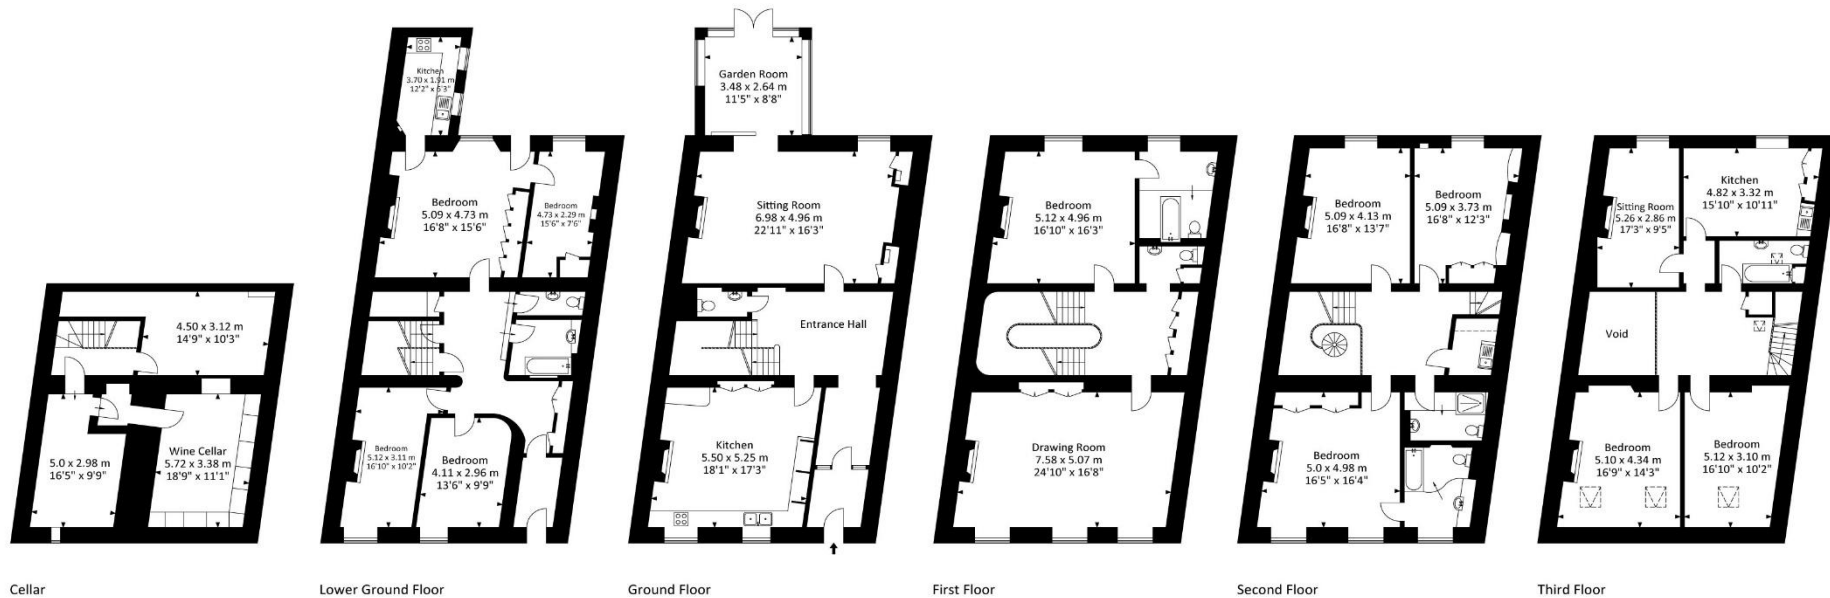 4.50 x 3.12 m
14'9" x 10'3"
5.0 x 2.98 m
16'5" x 9'9"
Wine Cellar
5.72 x 3.38 m
18'9" x 11'1"
Cellar
Kitchen
3.70 x 1.91 m
12'2" x 6'3"
Bedroom
5.09 x 4.73 m
16'8" x 15'6"
Bedroom
4.73 x 2.29 m
15'6" x 7'6"
Bedroom
5.12 x 3.11 m
16'10" x 10'2"
Bedroom
4.11 x 2.96 m
13'6" x 9'9"
Lower Ground Floor
Garden Room
3.48 x 2.64 m
11'5" x 8'8"
Sitting Room
6.98 x 4.96 m
22'11" x 16'3"
Entrance Hall
Kitchen
5.50 x 5.25 m
18'1" x 17'3"
Ground Floor
Bedroom
5.12 x 4.96 m
16'10" x 16'3"
Drawing Room
7.58 x 5.07 m
24'10" x 16'8"
First Floor
Bedroom
5.09 x 4.13 m
16'8" x 13'7"
Bedroom
5.09 x 3.73 m
16'8" x 12'3"
Bedroom
5.0 x 4.98 m
16'5" x 16'4"
Second Floor
Sitting Room
5.26 x 2.86 m
17'3" x 9'5"
Kitchen
4.82 x 3.32 m
15'10" x 10'11"
Void
Bedroom
5.10 x 4.34 m
16'9" x 14'3"
Bedroom
5.12 x 3.10 m
16'10" x 10'2"
Third Floor